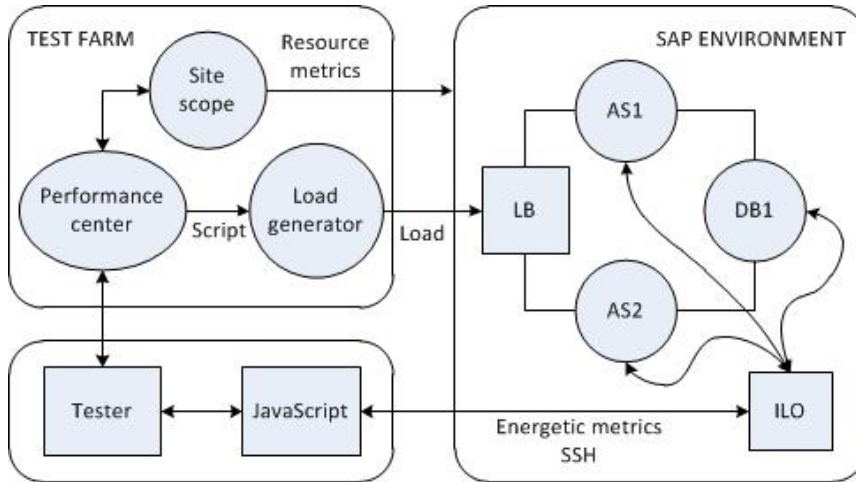 TEST FARM
Site
scope
Resource
metrics
Performance
center
Script
Load
generator
Load
SAP ENVIRONMENT
AS1
LB
DB1
AS2
Tester
JavaScript
Energetic metrics
SSH
ILO